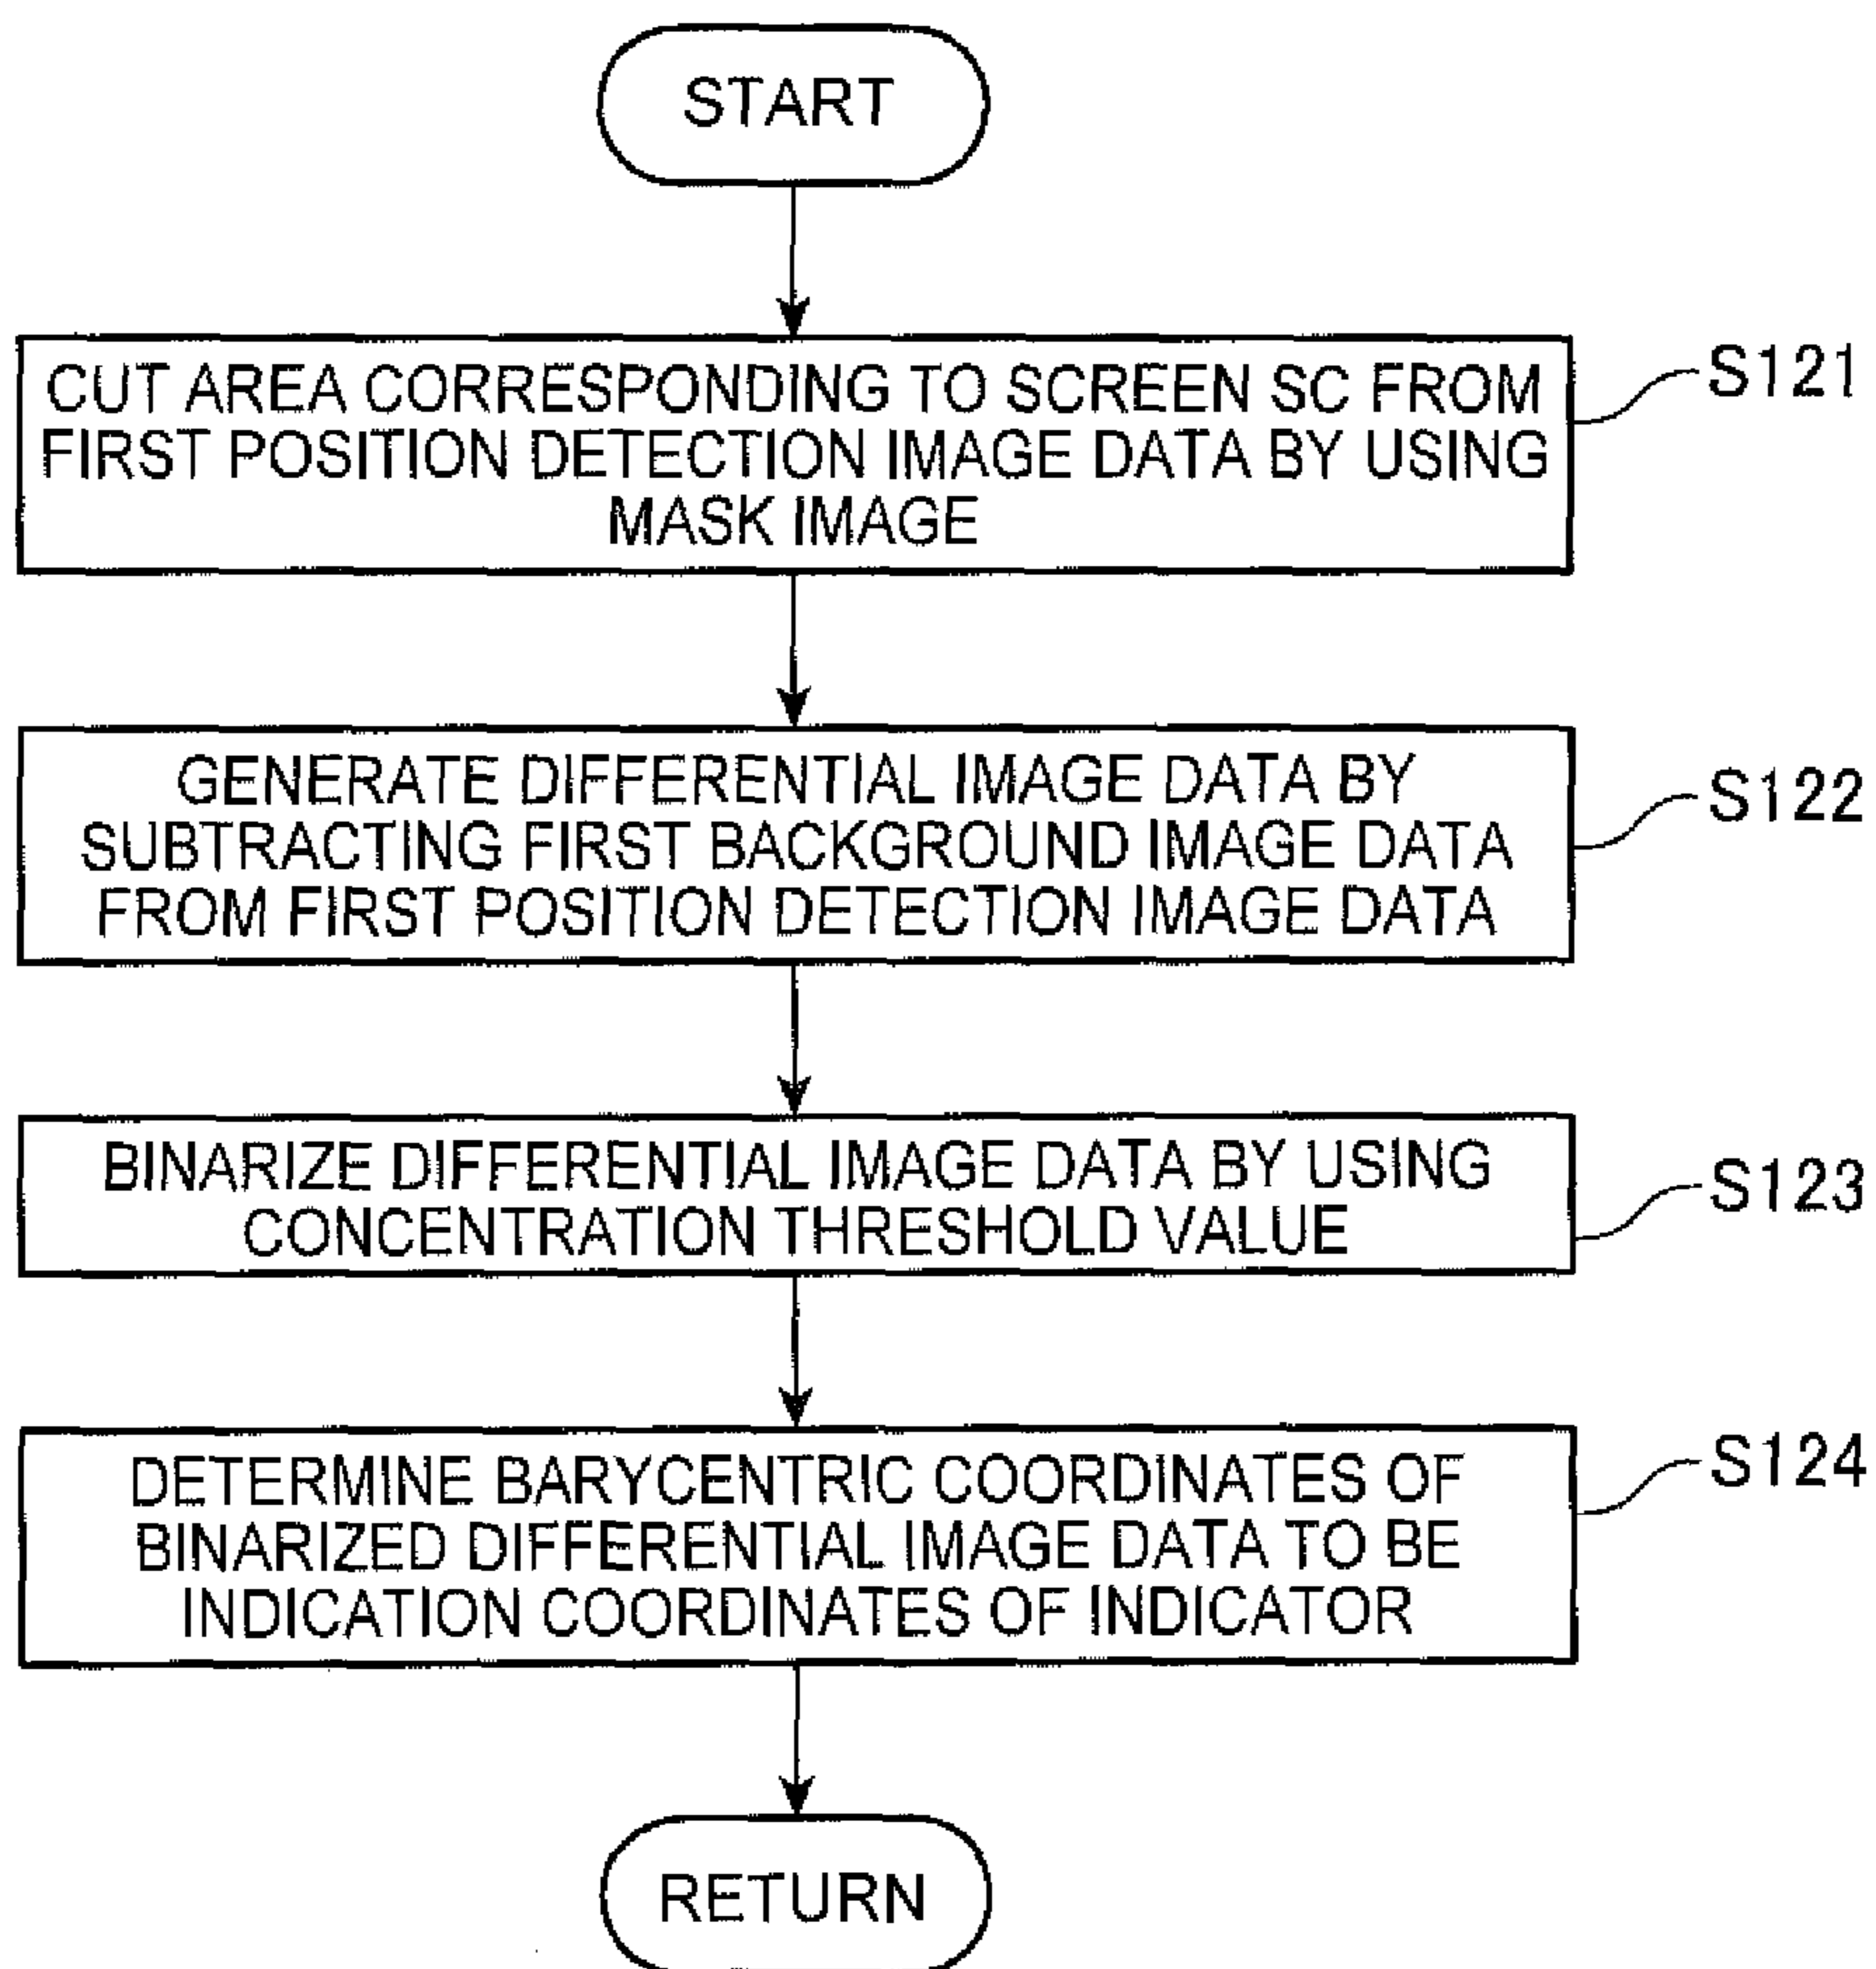 START
CUT AREA CORRESPONDING TO SCREEN SC FROM
FIRST POSITION DETECTION IMAGE DATA BY USING
MASK IMAGE
S121
GENERATE DIFFERENTIAL IMAGE DATA BY
SUBTRACTING FIRST BACKGROUND IMAGE DATA
FROM FIRST POSITION DETECTION IMAGE DATA
S122
BINARIZE DIFFERENTIAL IMAGE DATA BY USING
CONCENTRATION THRESHOLD VALUE
S123
DETERMINE BARYCENTRIC COORDINATES OF
BINARIZED DIFFERENTIAL IMAGE DATA TO BE
INDICATION COORDINATES OF INDICATOR
S124
RETURN